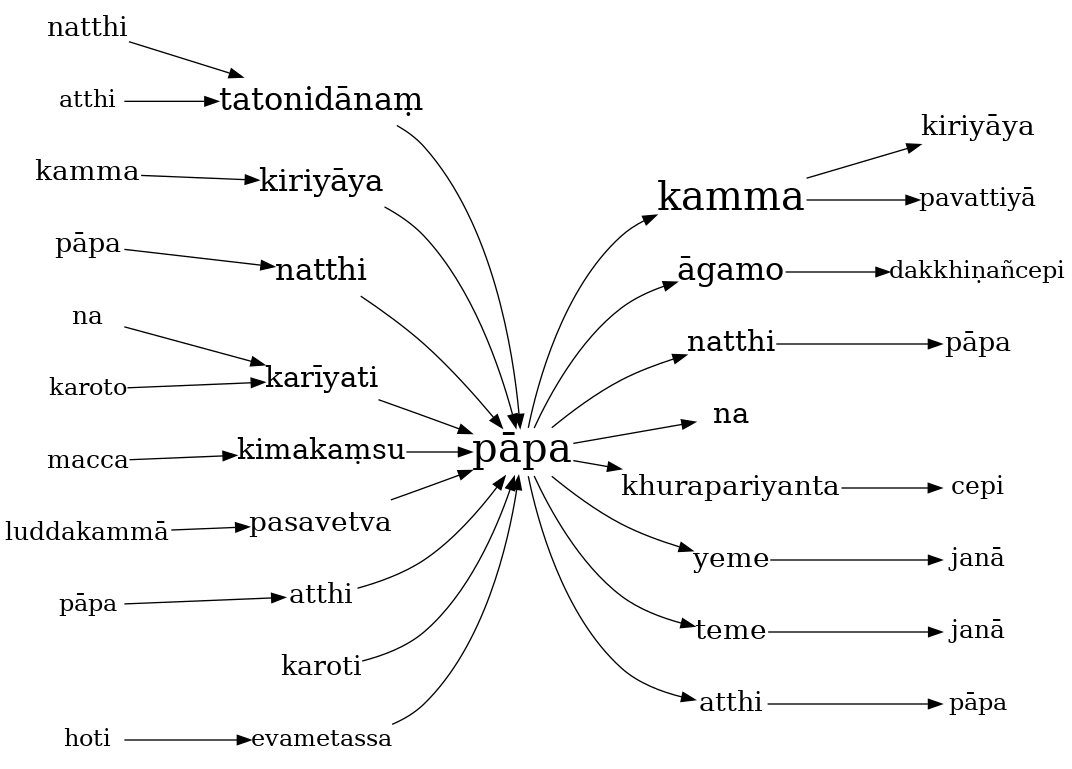 natthi
atthi
tatonidānaṃ
kamma
kiriyāya
pāpa
natthi
na
karoto
karīyati
macca
kimakaṃsu
luddakammā
pasavetva
pāpa
atthi
karoti
hoti
evametassa
pāpa
kamma
kiriyāya
pavattiyā
āgamo
dakkhiṇañcepi
natthi
pāpa
na
khurapariyanta
cepi
yeme
janā
teme
janā
atthi
pāpa